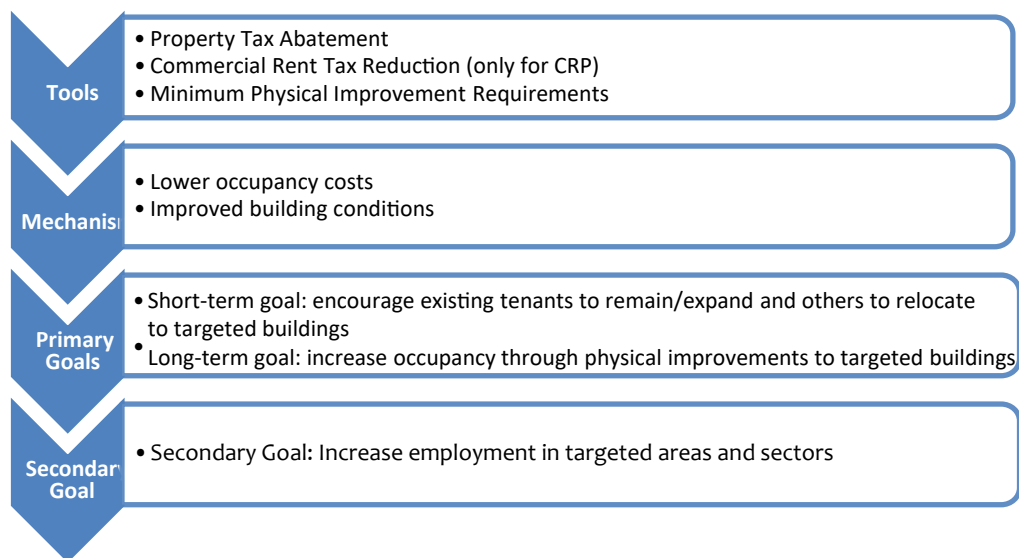 Tools
• Property Tax Abatement
• Commercial Rent Tax Reduction (only for CRP)
• Minimum Physical Improvement Requirements
Mechanis
• Lower occupancy costs
• Improved building conditions
Primary
Goals
• Short-term goal: encourage existing tenants to remain/expand and others to relocate
to targeted buildings
• Long-term goal: increase occupancy through physical improvements to targeted buildings
Secondar
Goal
• Secondary Goal: Increase employment in targeted areas and sectors